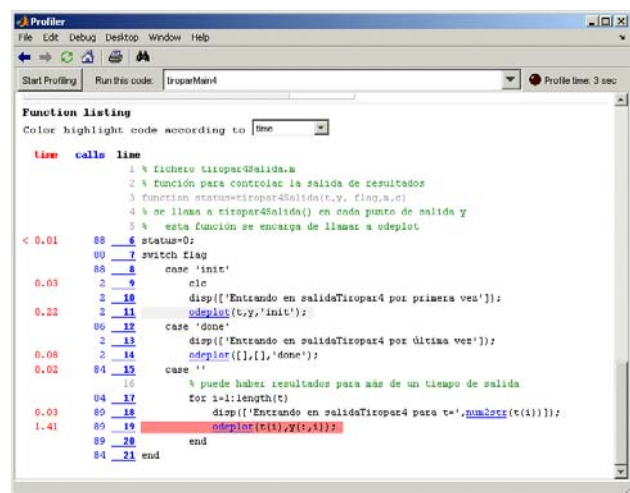 Profiler
File Edit Debug Desktop Window Help
Start Profiling Run this code: tiroparMain4 Profile time: 3 sec
Function listing
Color highlight code according to time
time calls line
1 % fichero tiropar4Salida.m
2 % función para controlar la salida de resultados
3 function status=tiropar4Salida(t,y, flag,m,c)
4 % se llama a tiropar4Salida() en cada punto de salida y
5 % esta función se encarga de llamar a odeplot
< 0.01 88 6 status=0;
88 7 switch flag
88 8 case 'init'
0.03 2 9 clc
2 10 disp(['Entrando en salidaTiropar4 por primera vez']);
0.22 2 11 odeplot(t,y,'init');
86 12 case 'done'
2 13 disp(['Entrando en salidaTiropar4 por última vez']);
0.08 2 14 odeplot([],[],'done');
0.02 84 15 case ''
16 % puede haber resultados para más de un tiempo de salida
84 17 for i=1:length(t)
0.03 89 18 disp(['Entrando en salidaTiropar4 para t=',num2str(t(i))]);
1.41 89 19 odeplot(t(i),y(:,i));
89 20 end
84 21 end